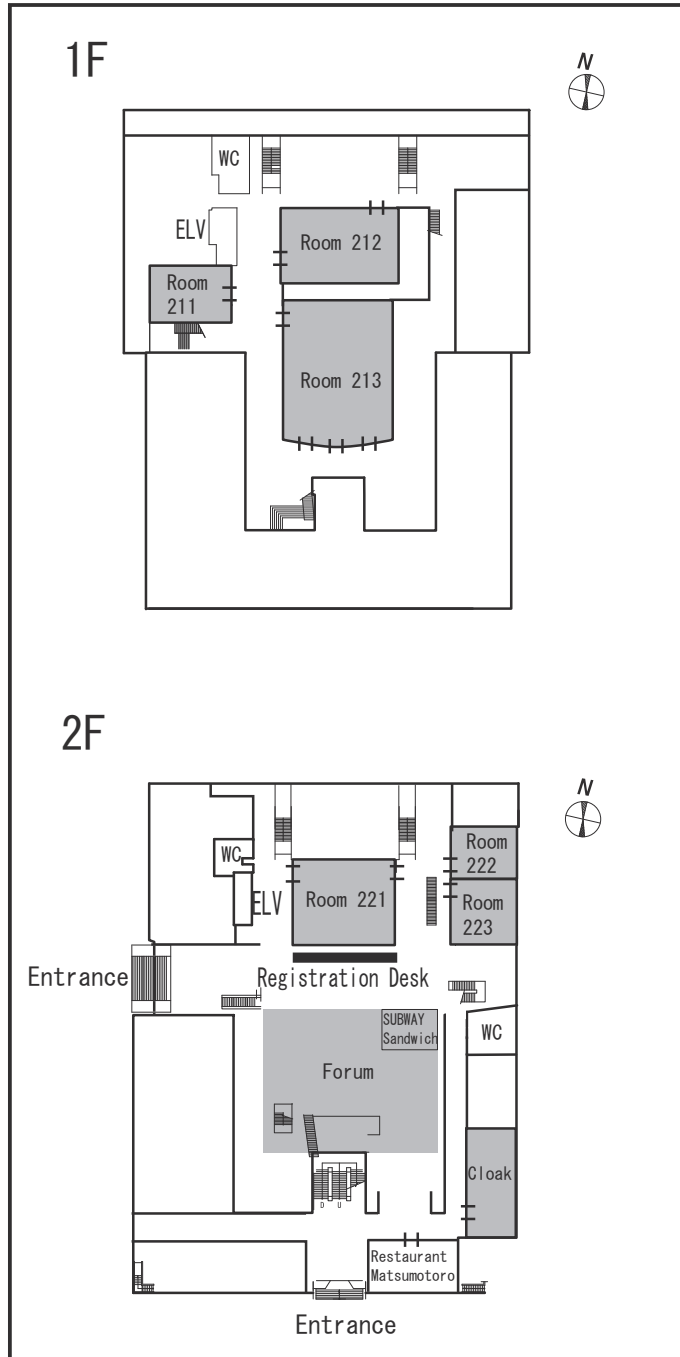 1F
N
WC
ELV
Room 212
Room
211
Room 213
2F
N
WC
Room
222
ELV
Room 221
Room
223
Entrance
Registration Desk
SUBWAY
Sandwich
WC
Forum
Cloak
D U
Restaurant
Matsumotoro
Entrance